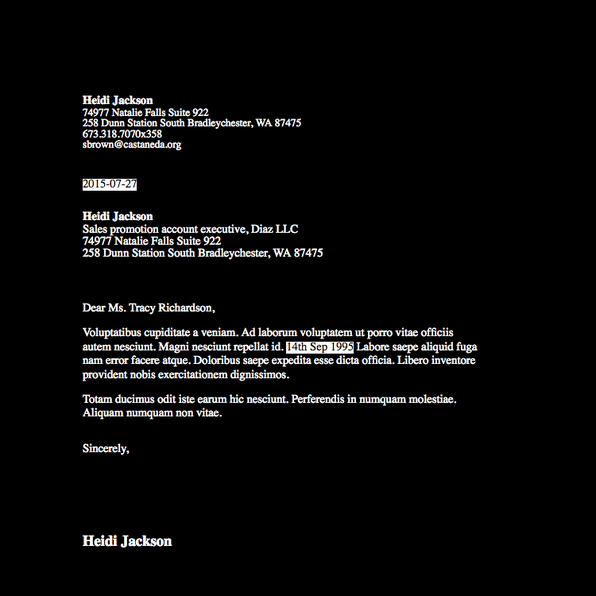 Heidi Jackson
74977 Natalie Falls Suite 922
258 Dunn Station South Bradleychester, WA 87475
673.318.7070x358
sbrown@castaneda.org
2015-07-27
Heidi Jackson
Sales promotion account executive, Diaz LLC
74977 Natalie Falls Suite 922
258 Dunn Station South Bradleychester, WA 87475
Dear Ms. Tracy Richardson,
Voluptatibus cupiditate a veniam. Ad laborum voluptatem ut porro vitae officiis
autem nesciunt. Magni nesciunt repellat id. 14th Sep 1995 Labore saepe aliquid fuga
nam error facere atque. Doloribus saepe expedita esse dicta officia. Libero inventore
provident nobis exercitationem dignissimos.
Totam ducimus odit iste earum hic nesciunt. Perferendis in numquam molestiae.
Aliquam numquam non vitae.
Sincerely,
Heidi Jackson